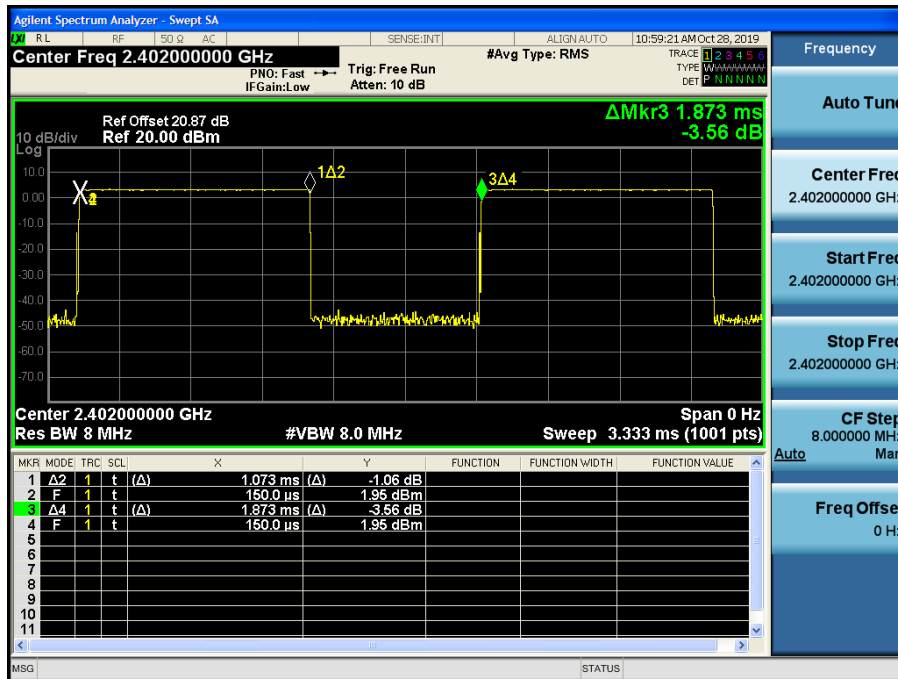 Agilent Spectrum Analyzer - Swept SA
LXI RL RF 50 Ω AC SENSE:INT ALIGN AUTO 10:59:21 AM Oct 28, 2019
Center Freq 2.402000000 GHz #Avg Type: RMS TRACE 1 2 3 4 5 6
PNO: Fast Trig: Free Run TYPE WWWWWW
IFGain:Low Atten: 10 dB DET P N N N N N
Frequency
Auto Tune
ΔMkr3 1.873 ms
Ref Offset 20.87 dB
10 dB/div Ref 20.00 dBm -3.56 dB
Log
10.0
0.00
-10.0
-20.0
-30.0
-40.0
-50.0
-60.0
-70.0
1Δ2
3Δ4
Center Freq
2.402000000 GHz
Start Freq
2.402000000 GHz
Stop Freq
2.402000000 GHz
CF Step
8.000000 MHz
Auto Man
Freq Offset
0 Hz
Center 2.402000000 GHz Span 0 Hz
Res BW 8 MHz #VBW 8.0 MHz Sweep 3.333 ms (1001 pts)
MKR MODE TRC SCL X Y FUNCTION FUNCTION WIDTH FUNCTION VALUE
1 Δ2 1 t (Δ) 1.073 ms (Δ) -1.06 dB
2 F 1 t 150.0 µs 1.95 dBm
3 Δ4 1 t (Δ) 1.873 ms (Δ) -3.56 dB
4 F 1 t 150.0 µs 1.95 dBm
5
6
7
8
9
10
11
MSG STATUS